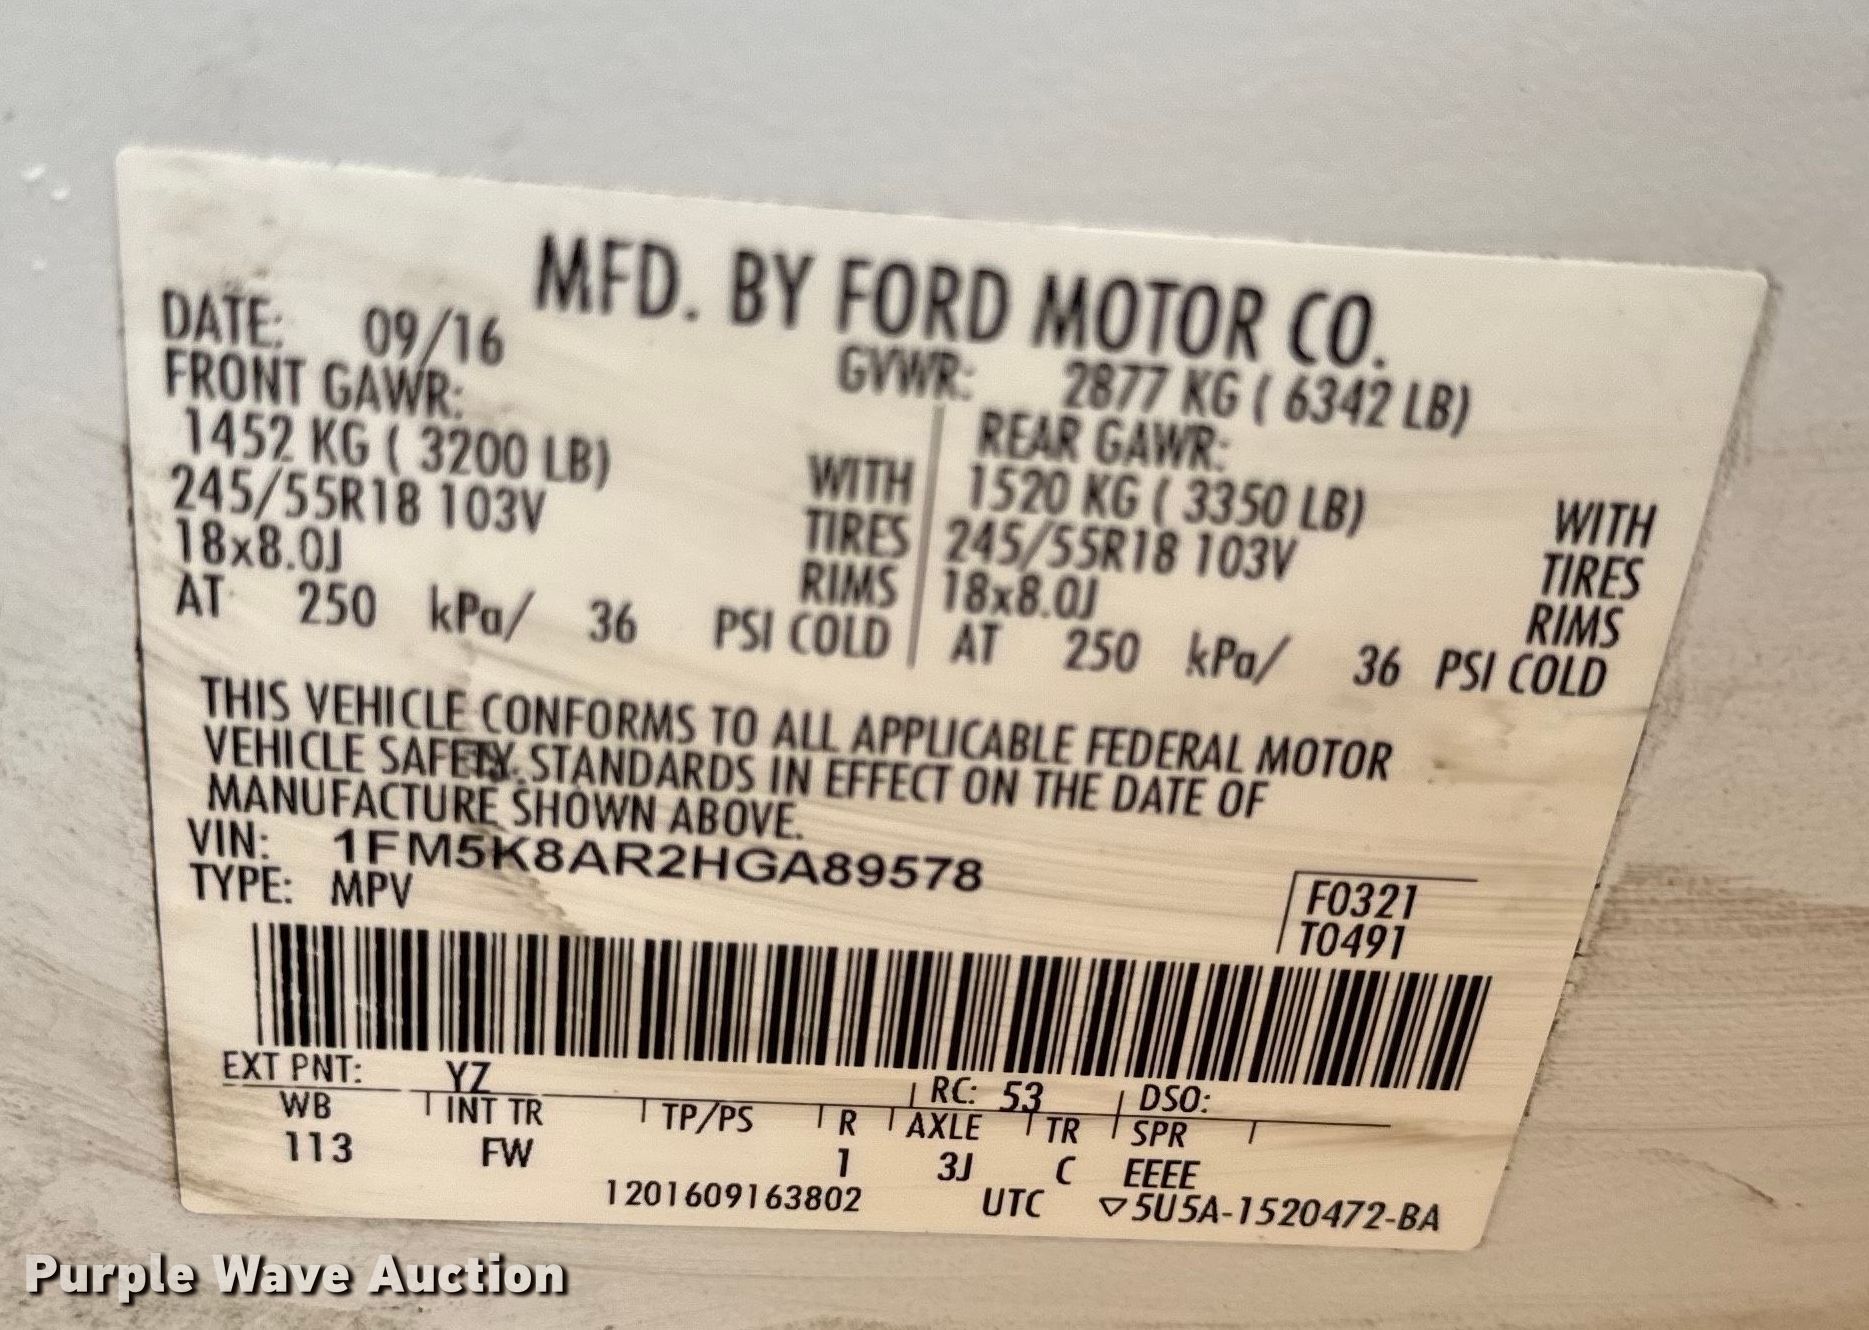 MFD. BY FORD MOTOR CO.
DATE: 09/16
GVWR: 2877 KG ( 6342 LB)
FRONT GAWR:
1452 KG ( 3200 LB) WITH
245/55R18 103V TIRES
18x8.0J RIMS
AT 250 kPa/ 36 PSI COLD
REAR GAWR:
1520 KG ( 3350 LB) WITH
245/55R18 103V TIRES
18x8.0J RIMS
AT 250 kPa/ 36 PSI COLD
THIS VEHICLE CONFORMS TO ALL APPLICABLE FEDERAL MOTOR
VEHICLE SAFETY STANDARDS IN EFFECT ON THE DATE OF
MANUFACTURE SHOWN ABOVE.
VIN: 1FM5K8AR2HGA89578
TYPE: MPV
F0321
T0491
EXT PNT: YZ RC: 53 DSO:
WB INT TR TP/PS R AXLE TR SPR
113 FW 1 3J C EEEE
1201609163802 UTC ▽5U5A-1520472-BA
Purple Wave Auction